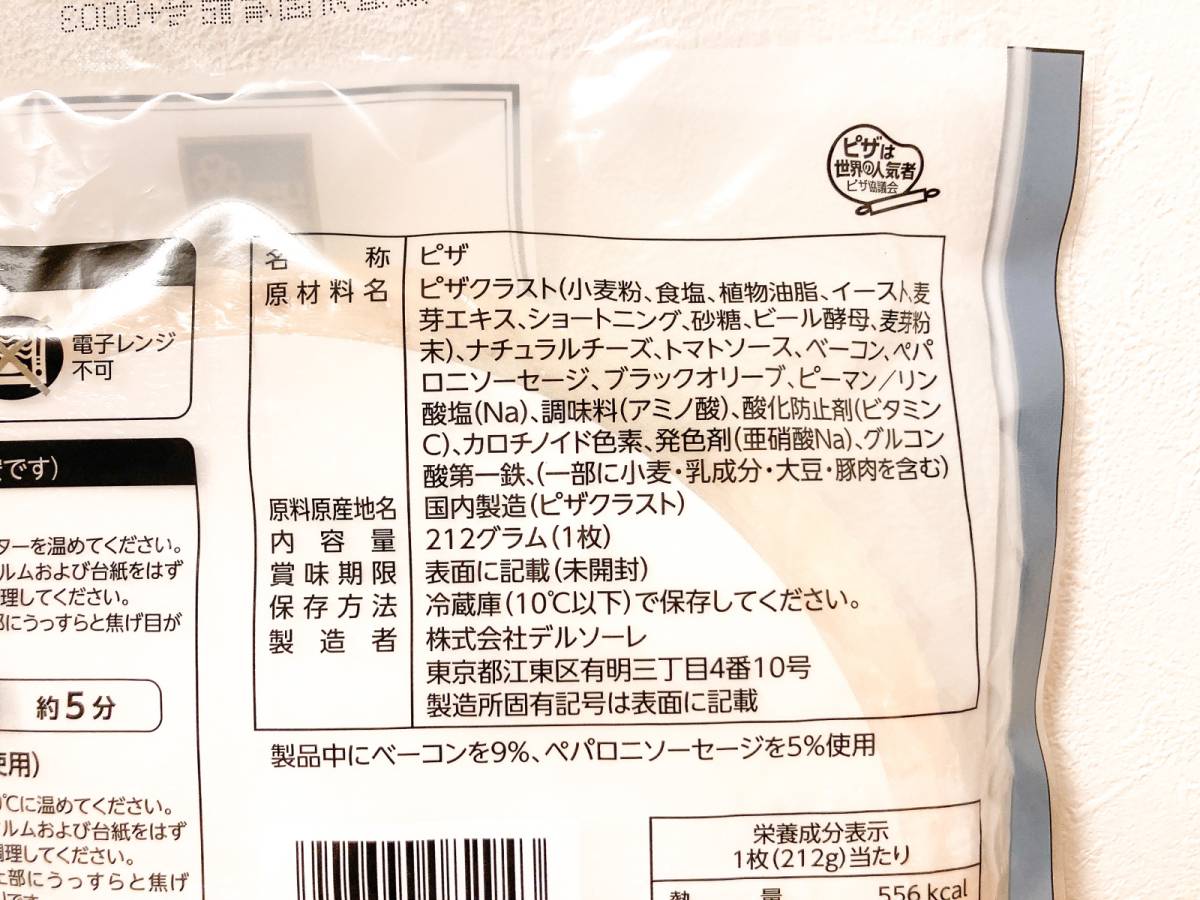 ピザは
世界の人気者
ピザ協議会
名称 ピザ
原材料名 ピザクラスト(小麦粉、食塩、植物油脂、イースト、麦
芽エキス、ショートニング、砂糖、ビール酵母、麦芽粉
末)、ナチュラルチーズ、トマトソース、ベーコン、ペパ
ロニソーセージ、ブラックオリーブ、ピーマン／リン
酸塩(Na)、調味料(アミノ酸)、酸化防止剤(ビタミン
C)、カロチノイド色素、発色剤(亜硝酸Na)、グルコン
酸第一鉄、(一部に小麦・乳成分・大豆・豚肉を含む)
原料原産地名 国内製造(ピザクラスト)
内容量 212グラム(1枚)
賞味期限 表面に記載(未開封)
保存方法 冷蔵庫(10℃以下)で保存してください。
製造者 株式会社デルソーレ
東京都江東区有明三丁目4番10号
製造所固有記号は表面に記載
製品中にベーコンを9%、ペパロニソーセージを5%使用
栄養成分表示
1枚(212g)当たり
熱量 556 kcal
電子レンジ
不可
です)
ターを温めてください。
ルムおよび台紙をはず
理してください。
部にうっすらと焦げ目が
約5分
使用)
℃に温めてください。
ルムおよび台紙をはず
調理してください。
上部にうっすらと焦げ